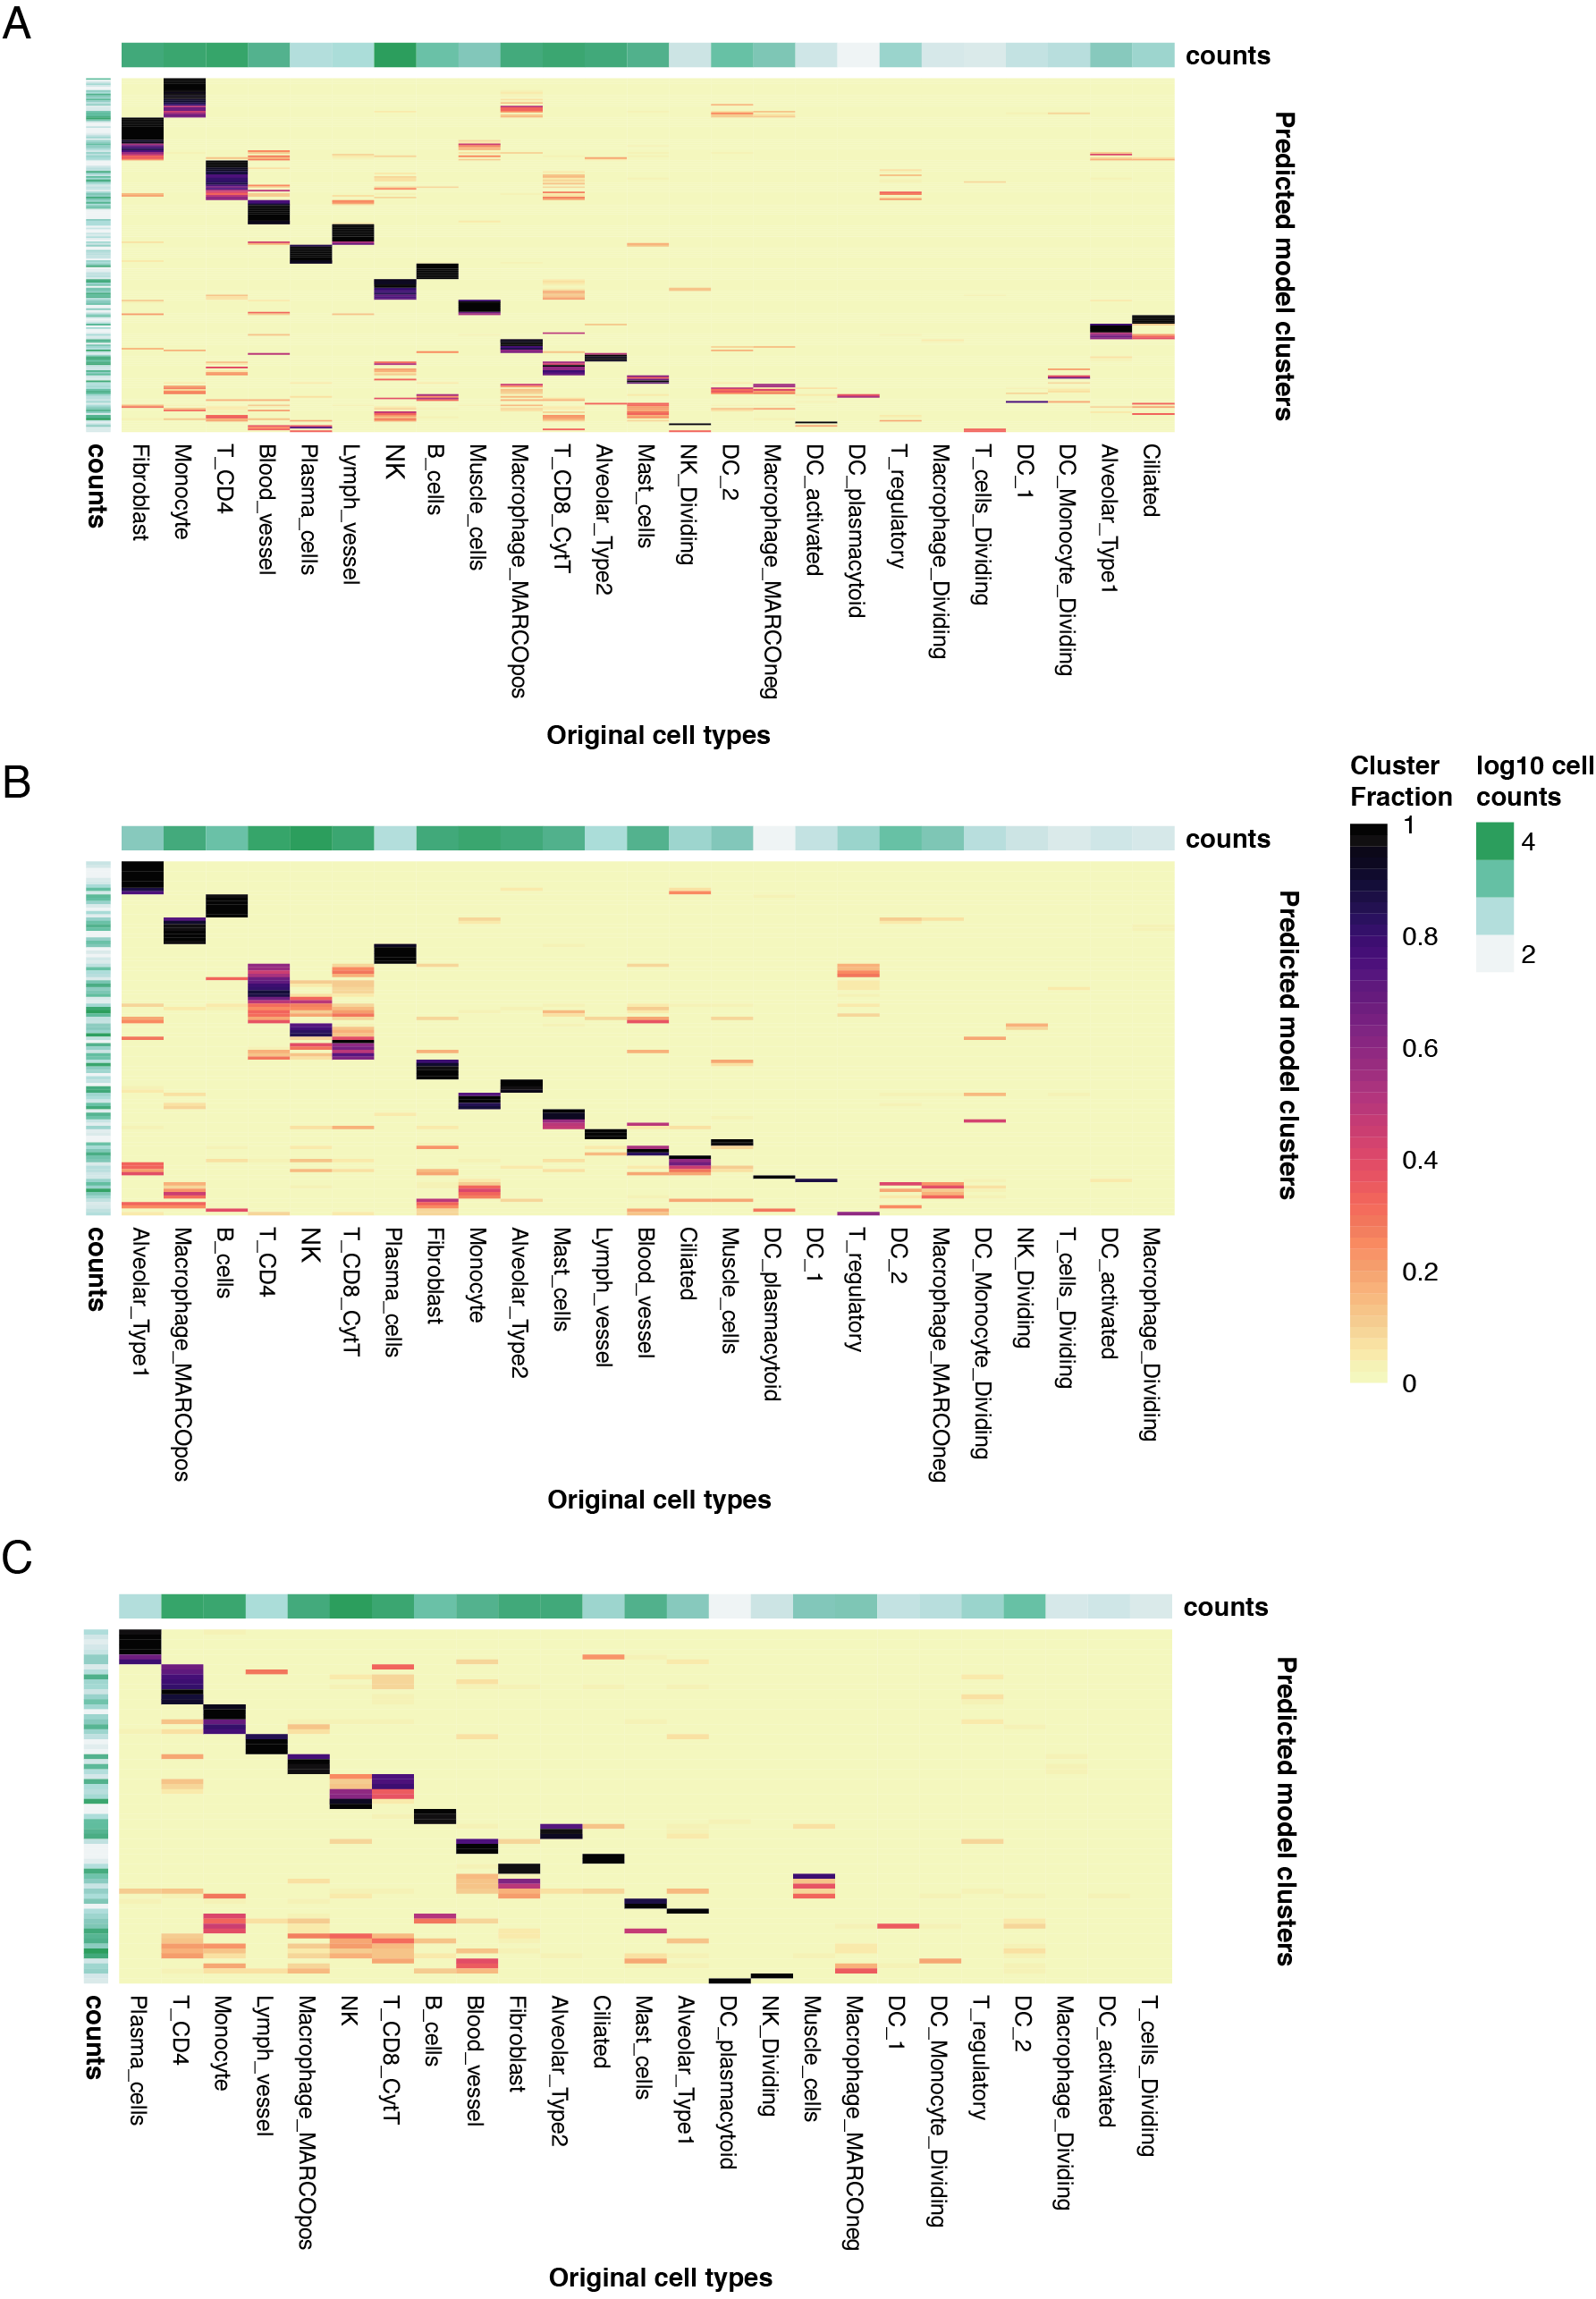 A
counts
Predicted model clusters
counts
Fibroblast
Monocyte
T_CD4
Blood_vessel
Plasma_cells
Lymph_vessel
NK
B_cells
Muscle_cells
Macrophage_MARCOpos
T_CD8_CytT
Alveolar_Type2
Mast_cells
NK_Dividing
DC_2
Macrophage_MARCOneg
DC_activated
DC_plasmacytoid
T_regulatory
Macrophage_Dividing
T_cells_Dividing
DC_1
DC_Monocyte_Dividing
Alveolar_Type1
Ciliated
Original cell types
B
counts
Predicted model clusters
counts
Alveolar_Type1
Macrophage_MARCOpos
B_cells
T_CD4
NK
T_CD8_CytT
Plasma_cells
Fibroblast
Monocyte
Alveolar_Type2
Mast_cells
Lymph_vessel
Blood_vessel
Ciliated
Muscle_cells
DC_plasmacytoid
DC_1
T_regulatory
DC_2
Macrophage_MARCOneg
DC_Monocyte_Dividing
NK_Dividing
T_cells_Dividing
DC_activated
Macrophage_Dividing
Original cell types
Cluster
Fraction
1
0.8
0.6
0.4
0.2
0
log10 cell
counts
4
2
C
counts
Predicted model clusters
counts
Plasma_cells
T_CD4
Monocyte
Lymph_vessel
Macrophage_MARCOpos
NK
T_CD8_CytT
B_cells
Blood_vessel
Fibroblast
Alveolar_Type2
Ciliated
Mast_cells
Alveolar_Type1
DC_plasmacytoid
NK_Dividing
Muscle_cells
Macrophage_MARCOneg
DC_1
DC_Monocyte_Dividing
T_regulatory
DC_2
Macrophage_Dividing
DC_activated
T_cells_Dividing
Original cell types